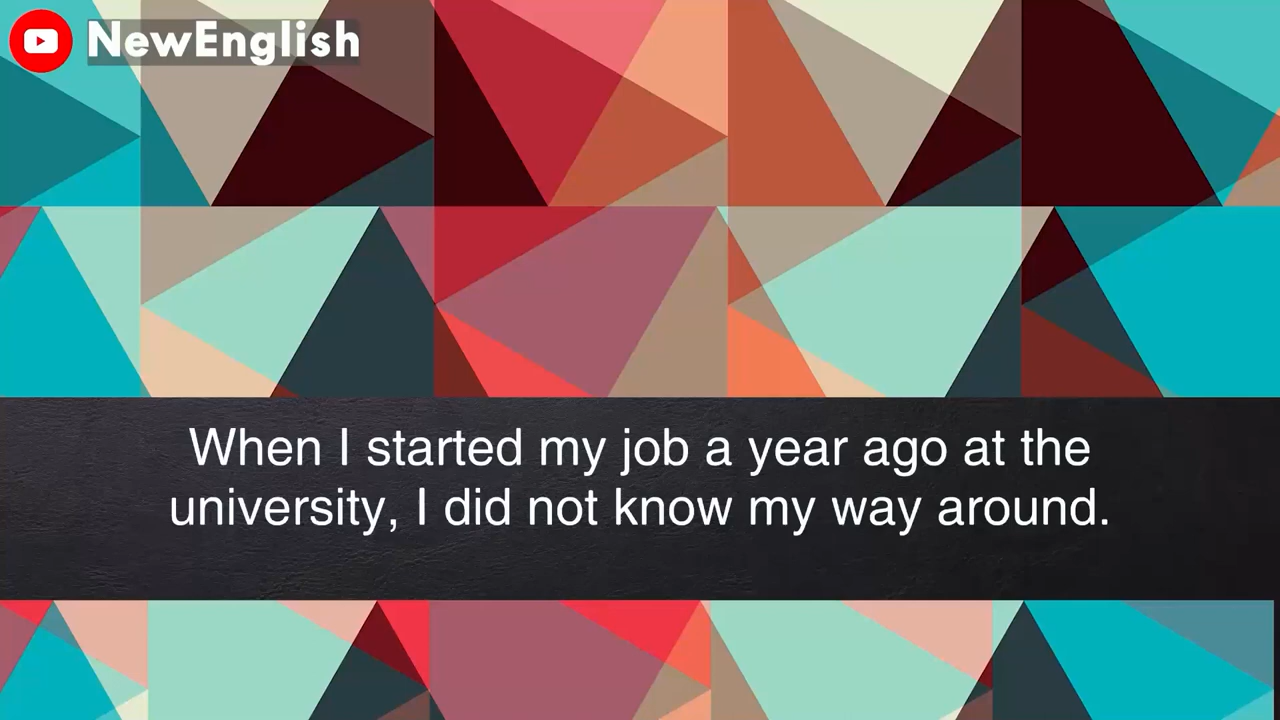 NewEnglish
When I started my job a year ago at the
university, I did not know my way around.